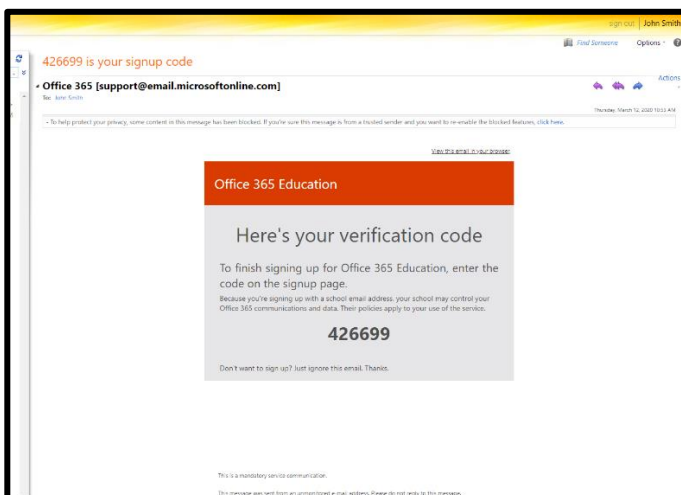 sign out John Smith
Find Someone Options
426699 is your signup code
Office 365 [support@email.microsoftonline.com]
Actions
To: John Smith
Thursday, March 12, 2020 10:53 AM
- To help protect your privacy, some content in this message has been blocked. If you're sure this message is from a trusted sender and you want to re-enable the blocked features, click here.
View this email in your browser.
Office 365 Education
Here's your verification code
To finish signing up for Office 365 Education, enter the
code on the signup page.
Because you're signing up with a school email address, your school may control your
Office 365 communications and data. Their policies apply to your use of the service.
426699
Don't want to sign up? Just ignore this email. Thanks.
This is a mandatory service communication.
This message was sent from an unmonitored e-mail address. Please do not reply to this message.